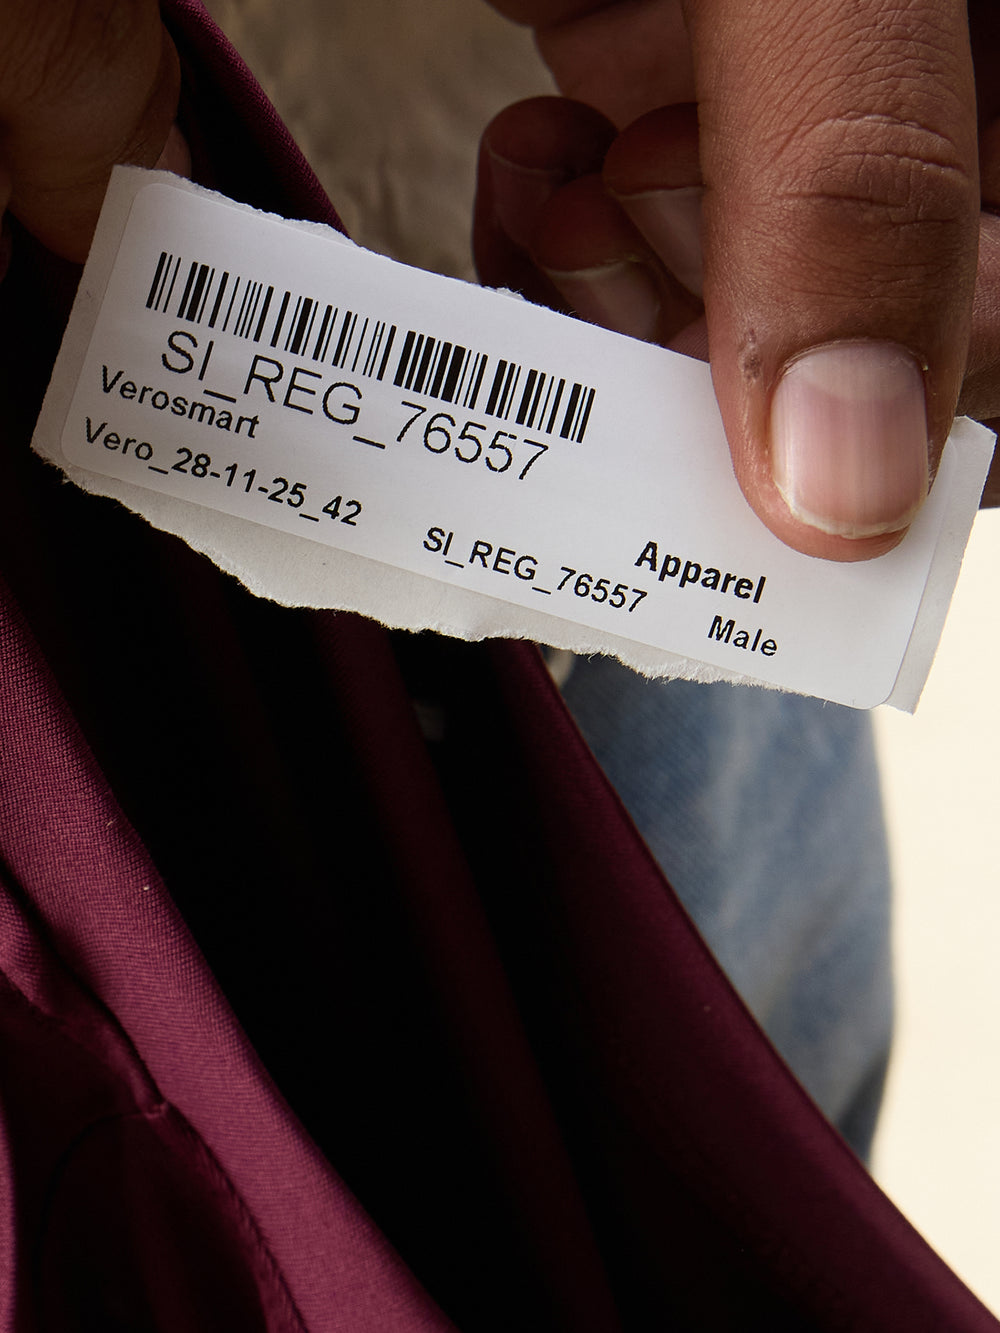 SI_REG_76557
Verosmart
Vero_28-11-25_42
SI_REG_76557
Apparel
Male